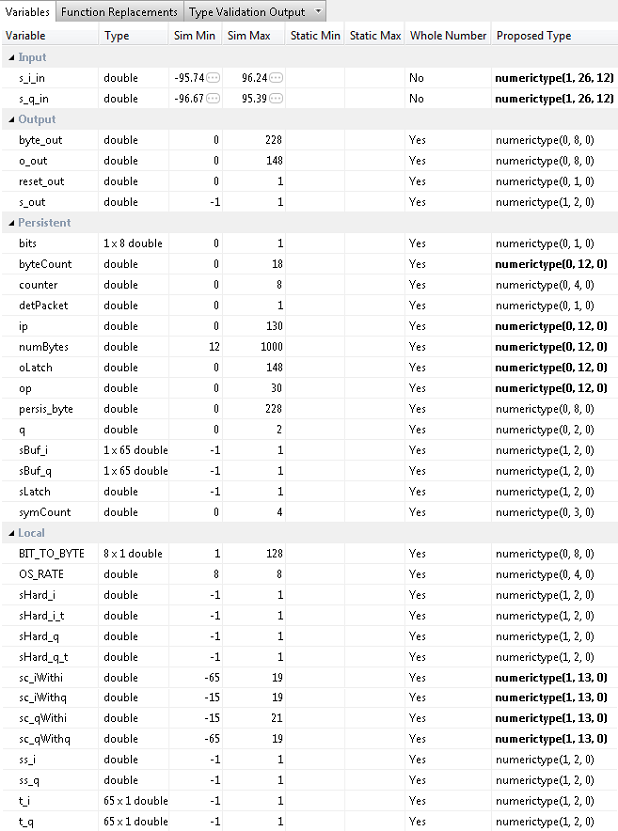 Variables Function Replacements Type Validation Output
Variable Type Sim Min Sim Max Static Min Static Max Whole Number Proposed Type
Input
s_i_in double -95.74 96.24 No numerictype(1, 26, 12)
s_q_in double -96.67 95.39 No numerictype(1, 26, 12)
Output
byte_out double 0 228 Yes numerictype(0, 8, 0)
o_out double 0 148 Yes numerictype(0, 8, 0)
reset_out double 0 1 Yes numerictype(0, 1, 0)
s_out double -1 1 Yes numerictype(1, 2, 0)
Persistent
bits 1 x 8 double 0 1 Yes numerictype(0, 1, 0)
byteCount double 0 18 Yes numerictype(0, 12, 0)
counter double 0 8 Yes numerictype(0, 4, 0)
detPacket double 0 1 Yes numerictype(0, 1, 0)
ip double 0 130 Yes numerictype(0, 12, 0)
numBytes double 12 1000 Yes numerictype(0, 12, 0)
oLatch double 0 148 Yes numerictype(0, 12, 0)
op double 0 30 Yes numerictype(0, 12, 0)
persis_byte double 0 228 Yes numerictype(0, 8, 0)
q double 0 2 Yes numerictype(0, 2, 0)
sBuf_i 1 x 65 double -1 1 Yes numerictype(1, 2, 0)
sBuf_q 1 x 65 double -1 1 Yes numerictype(1, 2, 0)
sLatch double -1 1 Yes numerictype(1, 2, 0)
symCount double 0 4 Yes numerictype(0, 3, 0)
Local
BIT_TO_BYTE 8 x 1 double 1 128 Yes numerictype(0, 8, 0)
OS_RATE double 8 8 Yes numerictype(0, 4, 0)
sHard_i double -1 1 Yes numerictype(1, 2, 0)
sHard_i_t double -1 1 Yes numerictype(1, 2, 0)
sHard_q double -1 1 Yes numerictype(1, 2, 0)
sHard_q_t double -1 1 Yes numerictype(1, 2, 0)
sc_iWithi double -65 19 Yes numerictype(1, 13, 0)
sc_iWithq double -15 19 Yes numerictype(1, 13, 0)
sc_qWithi double -15 21 Yes numerictype(1, 13, 0)
sc_qWithq double -65 19 Yes numerictype(1, 13, 0)
ss_i double -1 1 Yes numerictype(1, 2, 0)
ss_q double -1 1 Yes numerictype(1, 2, 0)
t_i 65 x 1 double -1 1 Yes numerictype(1, 2, 0)
t_q 65 x 1 double -1 1 Yes numerictype(1, 2, 0)